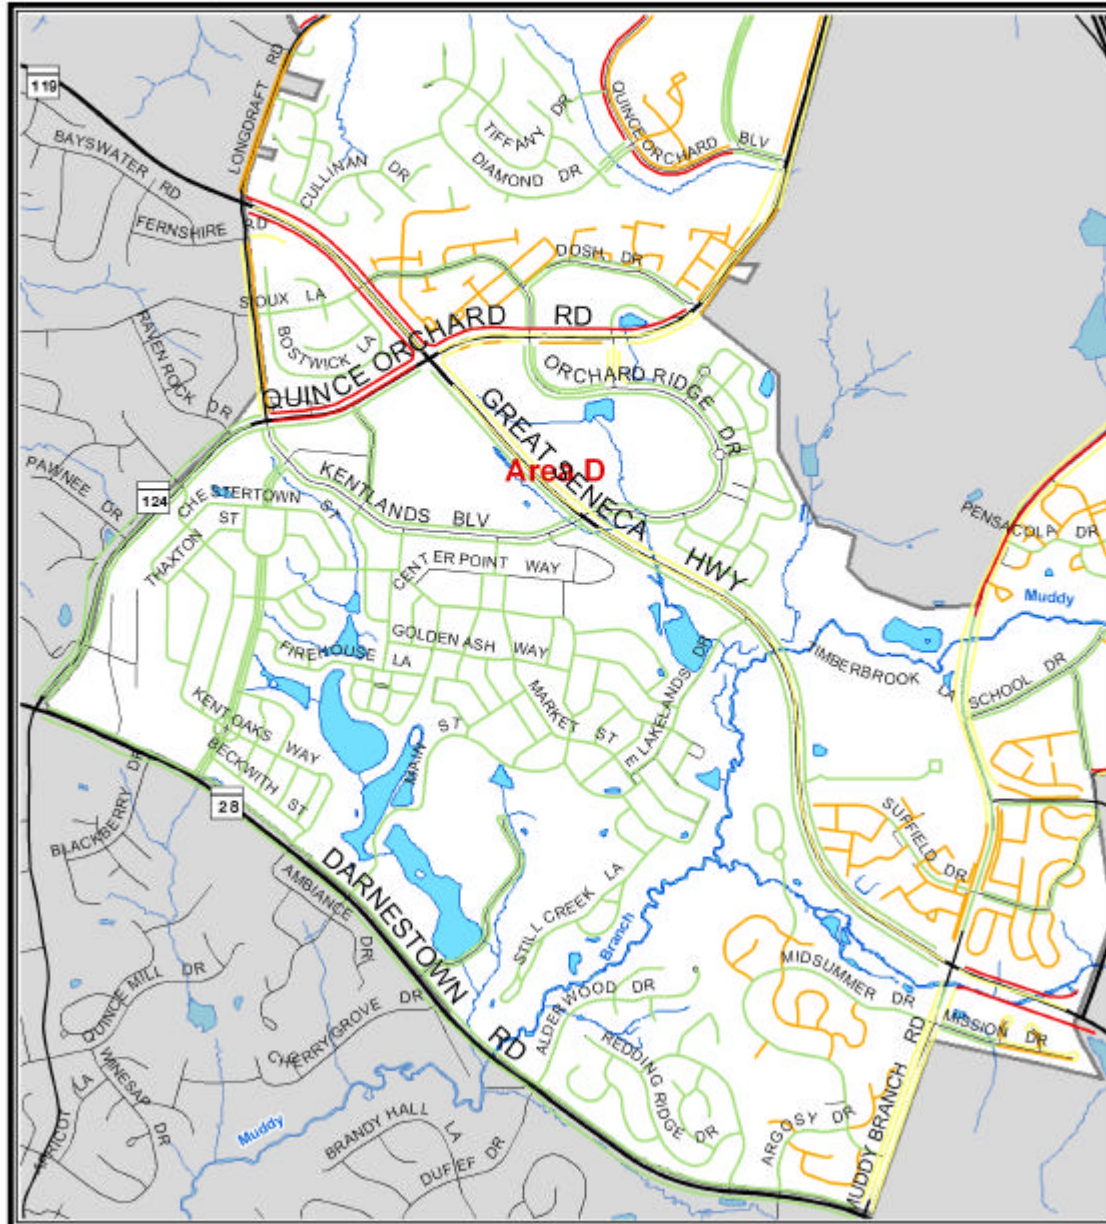 LONGDRAFT RD
119
BAYSWATER RD
FERNSHIRE RD
CULLINAN DR
TIFFANY DR
DIAMOND DR
QUINCE ORCHARD BLV
DOSH DR
SIOUX LA
BOSTWICK LA
RAVEN ROCK DR
QUINCE ORCHARD RD
ORCHARD RIDGE DR
GREAT SENECA HWY
Area D
PAWNEE DR
124
CHESTERTOWN ST
KENTLANDS BLV
THAXTON ST
CENTER POINT WAY
PENSACOLA DR
Muddy
GOLDEN ASH WAY
FIREHOUSE LA
TIMBERBROOK LA
SCHOOL DR
MARKET ST
LAKELANDS DR
KENT OAKS WAY
BECKWITH ST
MAIN ST
28
BLACKBERRY DR
SUFFIELD DR
DARNESTOWN RD
AMBIANCE DR
STILL CREEK LA
Branch
QUINCE MILL DR
MIDSUMMER DR
ALDERWOOD DR
MISSION DR
CHERRY GROVE DR
REDDING RIDGE DR
WINESAP DR
APRICOT LA
Muddy
BRANDY HALL LA
DUFIEF DR
ARGOSY DR
MUDDY BRANCH RD